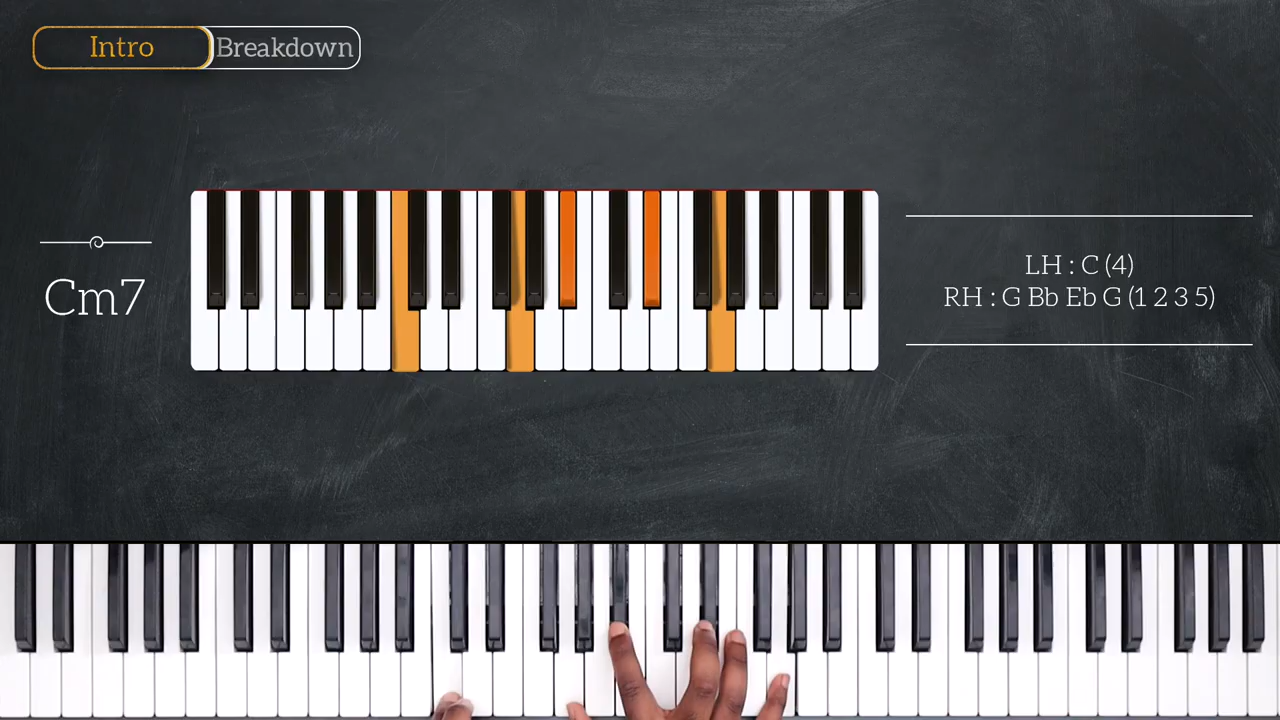 Intro
Breakdown
Cm7
LH : C (4)
RH : G Bb Eb G (1 2 3 5)